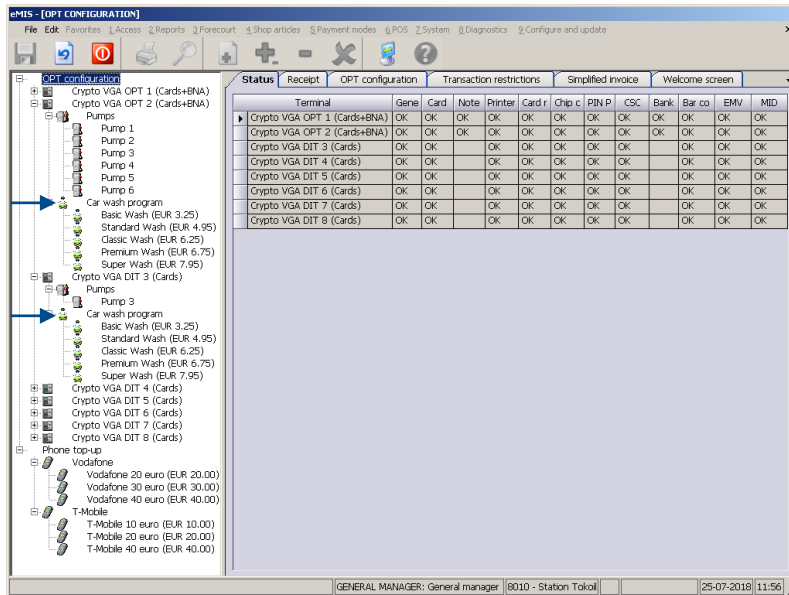 eMIS - [OPT CONFIGURATION]
File Edit Favorites 1 Access 2 Reports 3 Forecourt 4 Shop articles 5 Payment modes 6 POS 7 System 8 Diagnostics 9 Configure and update
OPT configuration
Crypto VGA OPT 1 (Cards+BNA)
Crypto VGA OPT 2 (Cards+BNA)
Pumps
Pump 1
Pump 2
Pump 3
Pump 4
Pump 5
Pump 6
Car wash program
Basic Wash (EUR 3.25)
Standard Wash (EUR 4.95)
Classic Wash (EUR 6.25)
Premium Wash (EUR 6.75)
Super Wash (EUR 7.95)
Crypto VGA DIT 3 (Cards)
Pumps
Pump 3
Car wash program
Basic Wash (EUR 3.25)
Standard Wash (EUR 4.95)
Classic Wash (EUR 6.25)
Premium Wash (EUR 6.75)
Super Wash (EUR 7.95)
Crypto VGA DIT 4 (Cards)
Crypto VGA DIT 5 (Cards)
Crypto VGA DIT 6 (Cards)
Crypto VGA DIT 7 (Cards)
Crypto VGA DIT 8 (Cards)
Phone top-up
Vodafone
Vodafone 20 euro (EUR 20.00)
Vodafone 30 euro (EUR 30.00)
Vodafone 40 euro (EUR 40.00)
T-Mobile
T-Mobile 10 euro (EUR 10.00)
T-Mobile 20 euro (EUR 20.00)
T-Mobile 40 euro (EUR 40.00)
Status Receipt OPT configuration Transaction restrictions Simplified invoice Welcome screen
Terminal Gene Card Note Printer Card r Chip c PIN P CSC Bank Bar co EMV MID
Crypto VGA OPT 1 (Cards+BNA) OK OK OK OK OK OK OK OK OK OK OK OK
Crypto VGA OPT 2 (Cards+BNA) OK OK OK OK OK OK OK OK OK OK OK OK
Crypto VGA DIT 3 (Cards) OK OK OK OK OK OK OK OK OK OK
Crypto VGA DIT 4 (Cards) OK OK OK OK OK OK OK OK OK OK
Crypto VGA DIT 5 (Cards) OK OK OK OK OK OK OK OK OK OK
Crypto VGA DIT 6 (Cards) OK OK OK OK OK OK OK OK OK OK
Crypto VGA DIT 7 (Cards) OK OK OK OK OK OK OK OK OK OK
Crypto VGA DIT 8 (Cards) OK OK OK OK OK OK OK OK OK OK
GENERAL MANAGER: General manager 8010 - Station Tokoil 25-07-2018 11:56